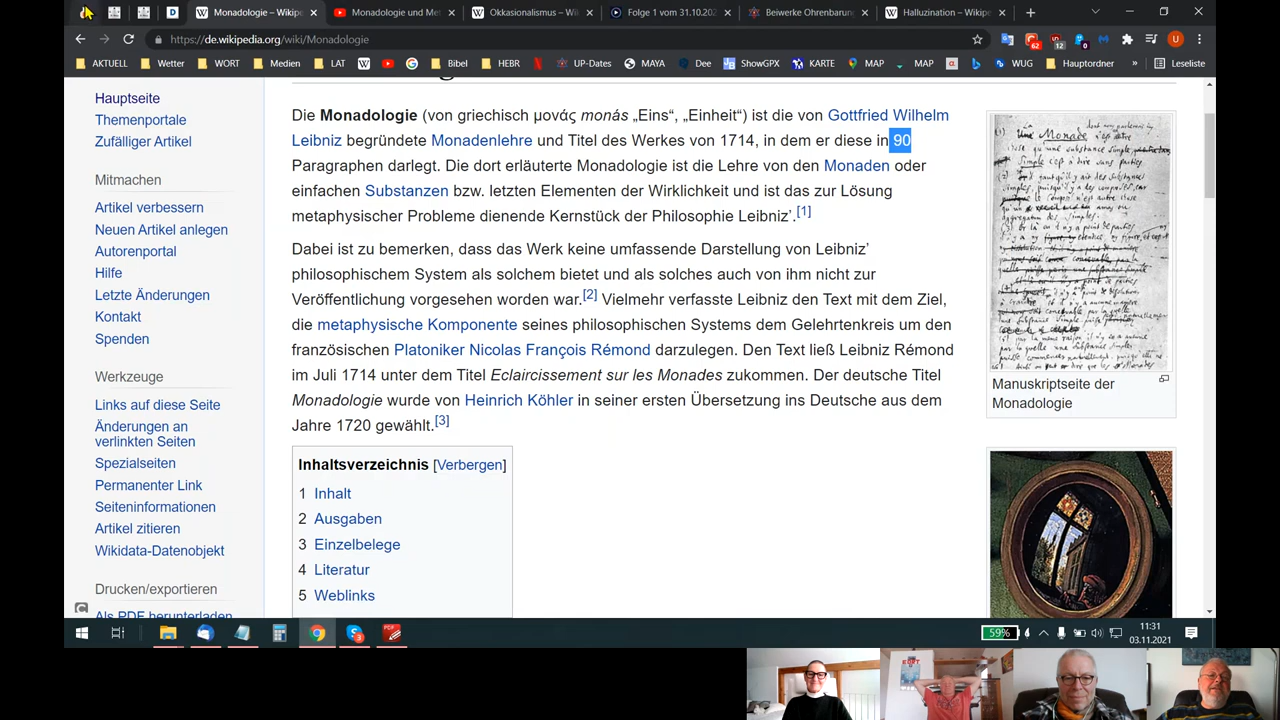 Monadologie – Wikipe
Monadologie und Met
Okkasionalismus – Wi
Folge 1 vom 31.10.202
Beiwerke Ohrenbarung
Halluzination – Wikipe
https://de.wikipedia.org/wiki/Monadologie
62
12
0
U
AKTUELL
Wetter
WORT
Medien
LAT
Bibel
HEBR
UP-Dates
MAYA
Dee
ShowGPX
KARTE
MAP
MAP
WUG
Hauptordner
Leseliste
Hauptseite
Themenportale
Zufälliger Artikel
Mitmachen
Artikel verbessern
Neuen Artikel anlegen
Autorenportal
Hilfe
Letzte Änderungen
Kontakt
Spenden
Werkzeuge
Links auf diese Seite
Änderungen an
verlinkten Seiten
Spezialseiten
Permanenter Link
Seiteninformationen
Artikel zitieren
Wikidata-Datenobjekt
Drucken/exportieren
Als PDF herunterladen
Die Monadologie (von griechisch μονάς monás „Eins“, „Einheit“) ist die von Gottfried Wilhelm
Leibniz begründete Monadenlehre und Titel des Werkes von 1714, in dem er diese in 90
Paragraphen darlegt. Die dort erläuterte Monadologie ist die Lehre von den Monaden oder
einfachen Substanzen bzw. letzten Elementen der Wirklichkeit und ist das zur Lösung
metaphysischer Probleme dienende Kernstück der Philosophie Leibniz’.[1]
Dabei ist zu bemerken, dass das Werk keine umfassende Darstellung von Leibniz’
philosophischem System als solchem bietet und als solches auch von ihm nicht zur
Veröffentlichung vorgesehen worden war.[2] Vielmehr verfasste Leibniz den Text mit dem Ziel,
die metaphysische Komponente seines philosophischen Systems dem Gelehrtenkreis um den
französischen Platoniker Nicolas François Rémond darzulegen. Den Text ließ Leibniz Rémond
im Juli 1714 unter dem Titel Eclaircissement sur les Monades zukommen. Der deutsche Titel
Monadologie wurde von Heinrich Köhler in seiner ersten Übersetzung ins Deutsche aus dem
Jahre 1720 gewählt.[3]
Inhaltsverzeichnis [Verbergen]
1 Inhalt
2 Ausgaben
3 Einzelbelege
4 Literatur
5 Weblinks
Manuskriptseite der
Monadologie
59%
11:31
03.11.2021